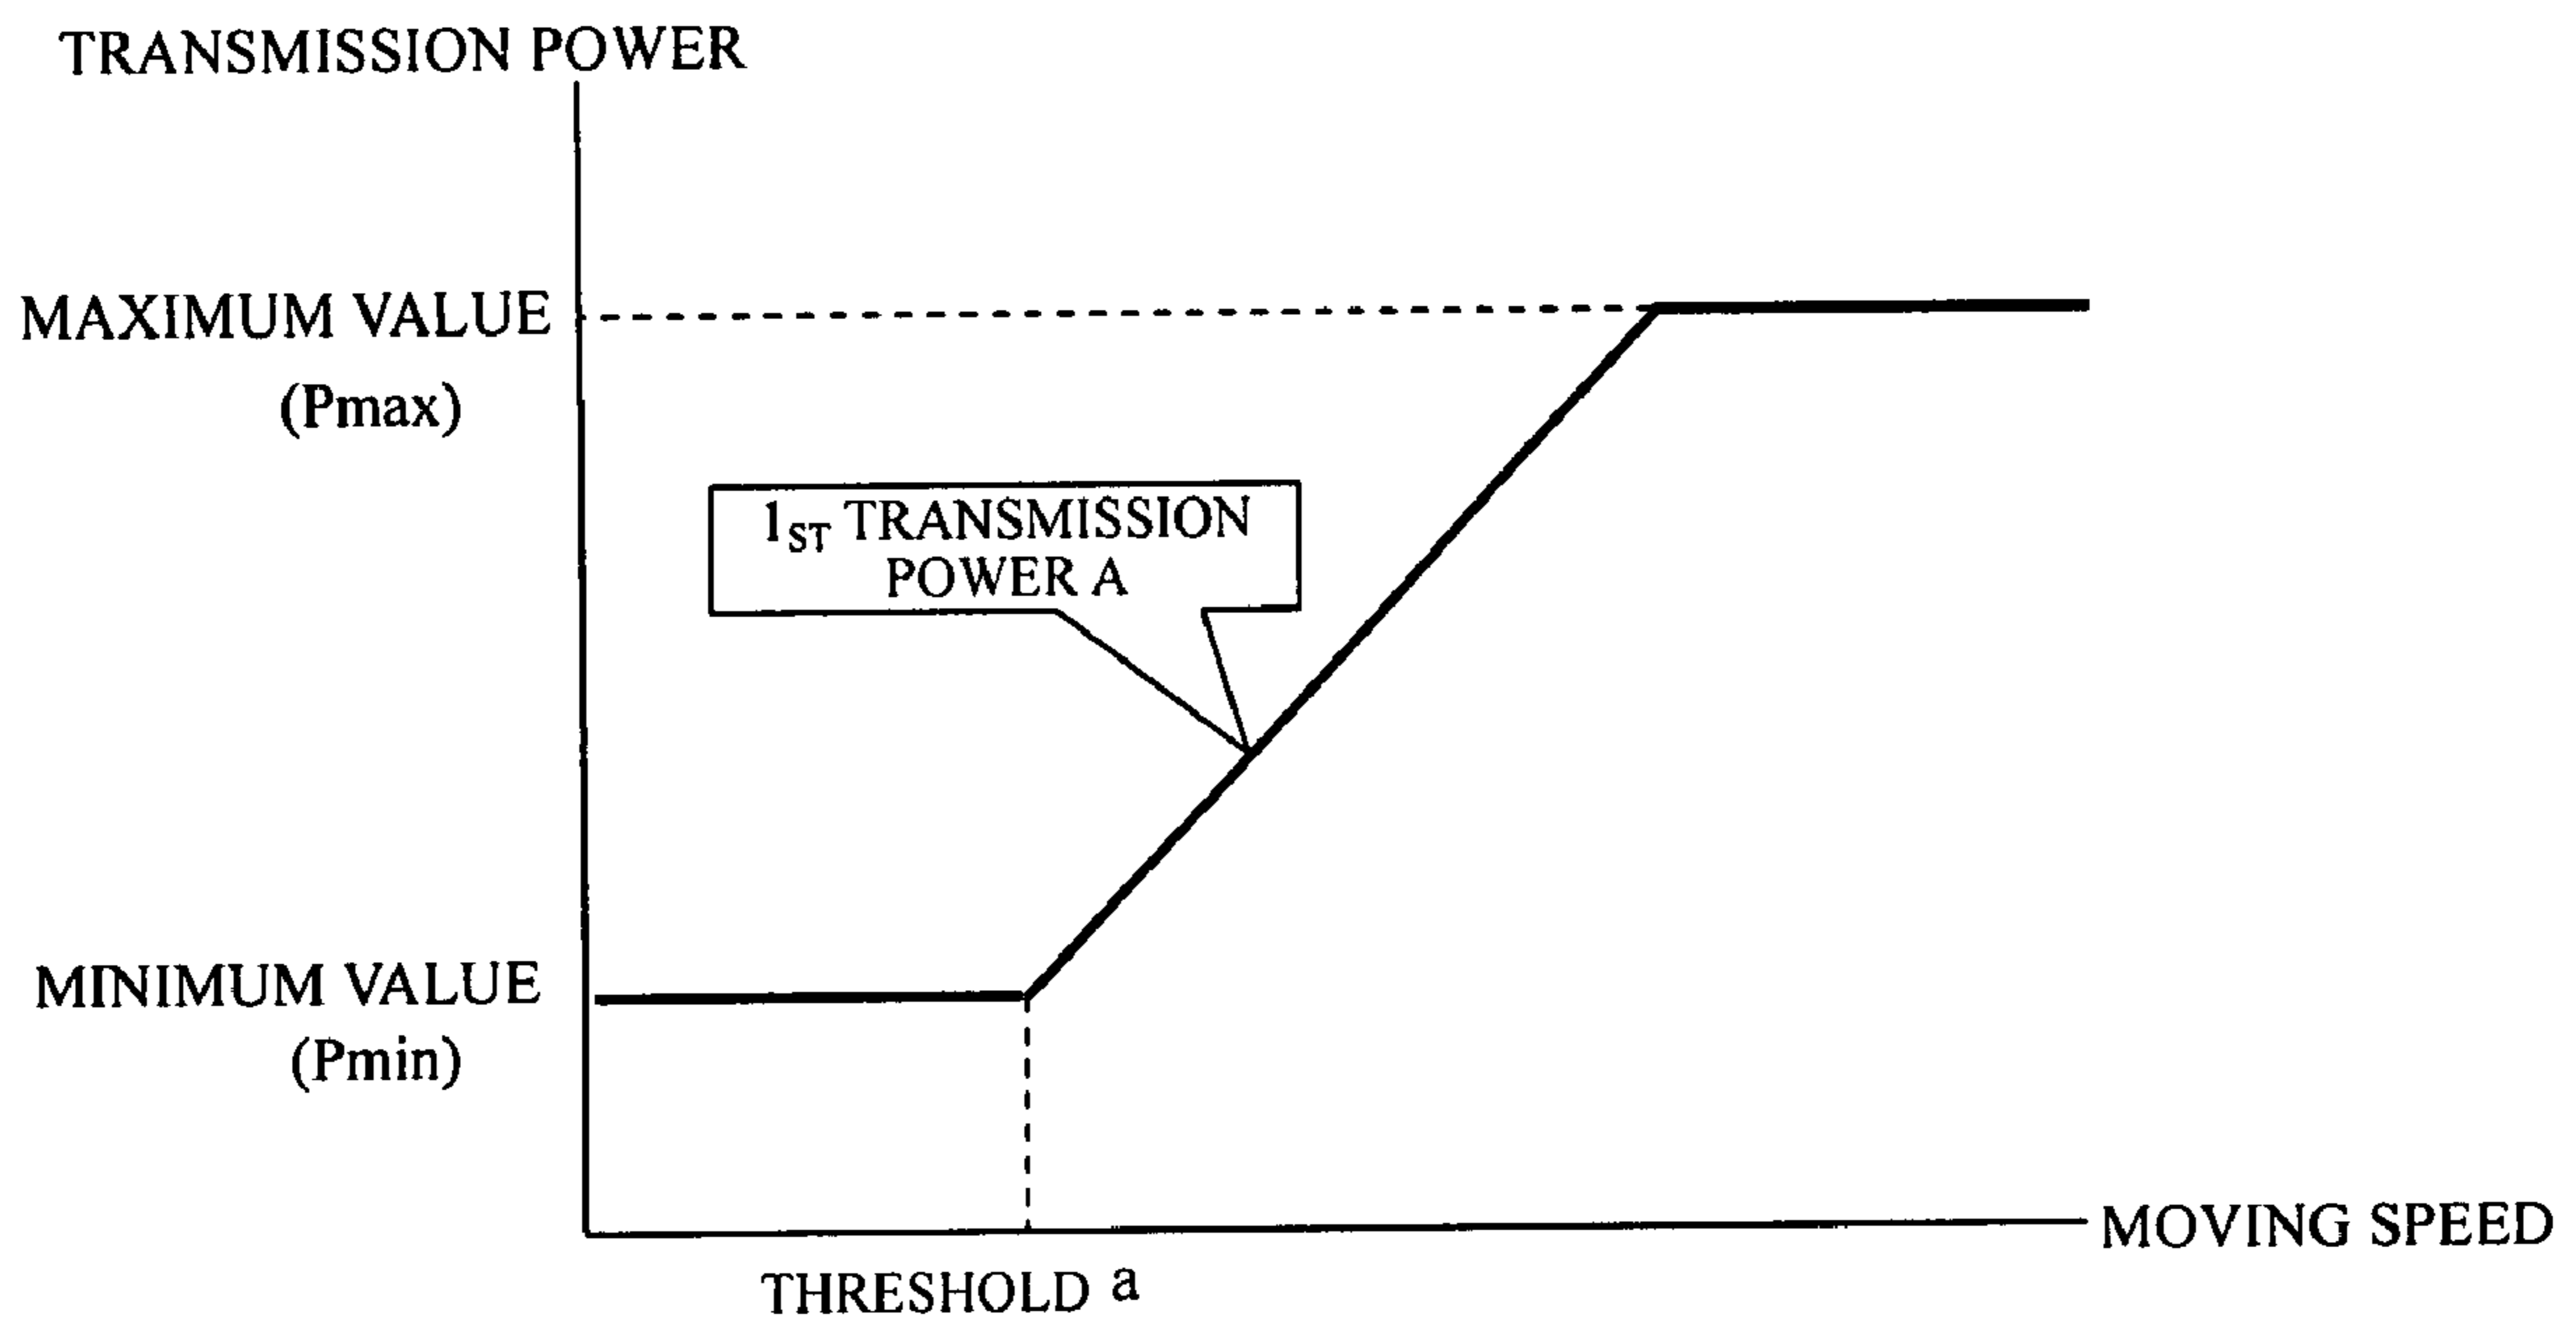 TRANSMISSION POWER
MAXIMUM VALUE
(Pmax)
1ST TRANSMISSION
POWER A
MINIMUM VALUE
(Pmin)
MOVING SPEED
THRESHOLD a